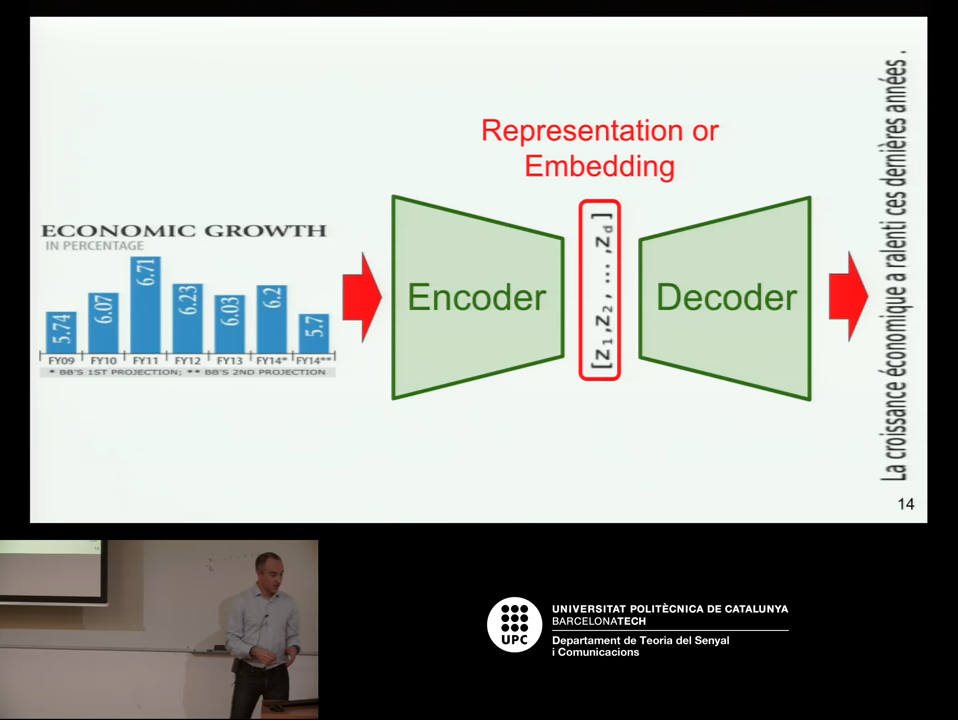 Representation or
Embedding
ECONOMIC GROWTH
IN PERCENTAGE
5.74
6.07
6.71
6.23
6.03
6.2
5.7
FY09 FY10 FY11 FY12 FY13 FY14* FY14**
* BB'S 1ST PROJECTION; ** BB'S 2ND PROJECTION
Encoder
[z1,z2, ... ,zd]
Decoder
La croissance économique a ralenti ces dernières années .
14
UPC
UNIVERSITAT POLITÈCNICA DE CATALUNYA
BARCELONATECH
Departament de Teoria del Senyal
i Comunicacions